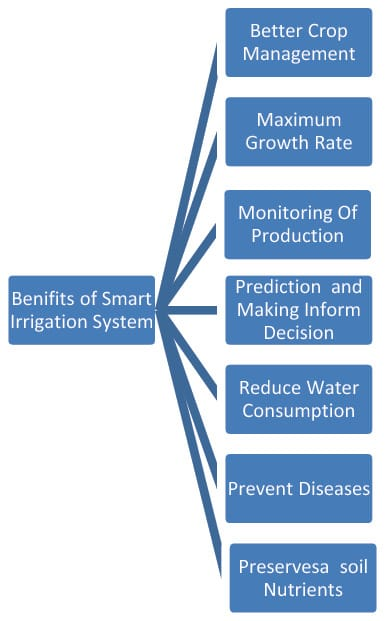 Better Crop
Management
Maximum
Growth Rate
Monitoring Of
Production
Benifits of Smart
Irrigation System
Prediction and
Making Inform
Decision
Reduce Water
Consumption
Prevent Diseases
Preservesa soil
Nutrients